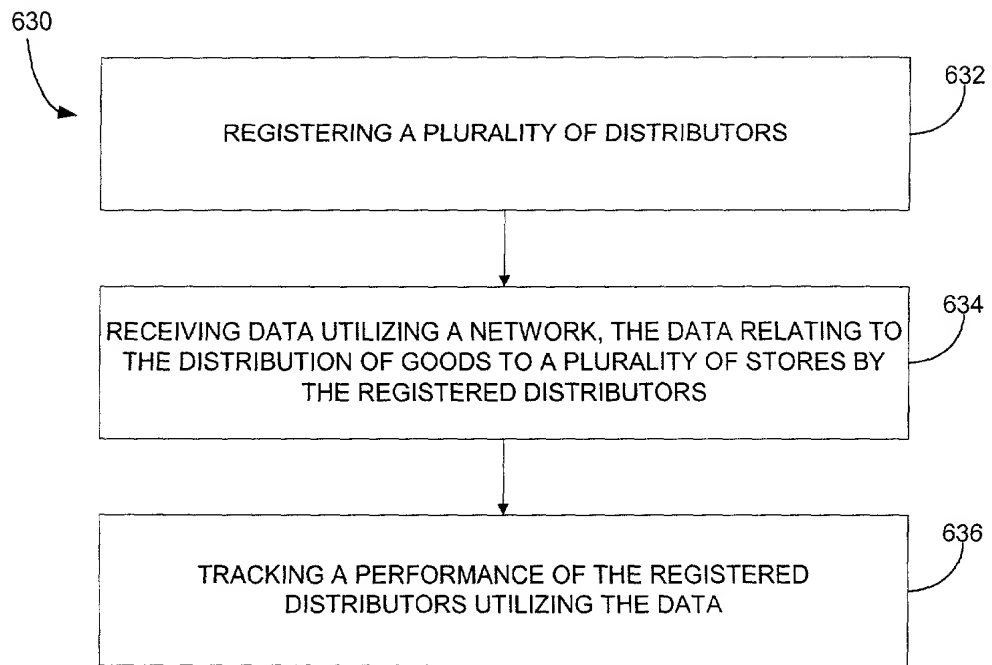 630
632
REGISTERING A PLURALITY OF DISTRIBUTORS
634
RECEIVING DATA UTILIZING A NETWORK, THE DATA RELATING TO
THE DISTRIBUTION OF GOODS TO A PLURALITY OF STORES BY
THE REGISTERED DISTRIBUTORS
636
TRACKING A PERFORMANCE OF THE REGISTERED
DISTRIBUTORS UTILIZING THE DATA